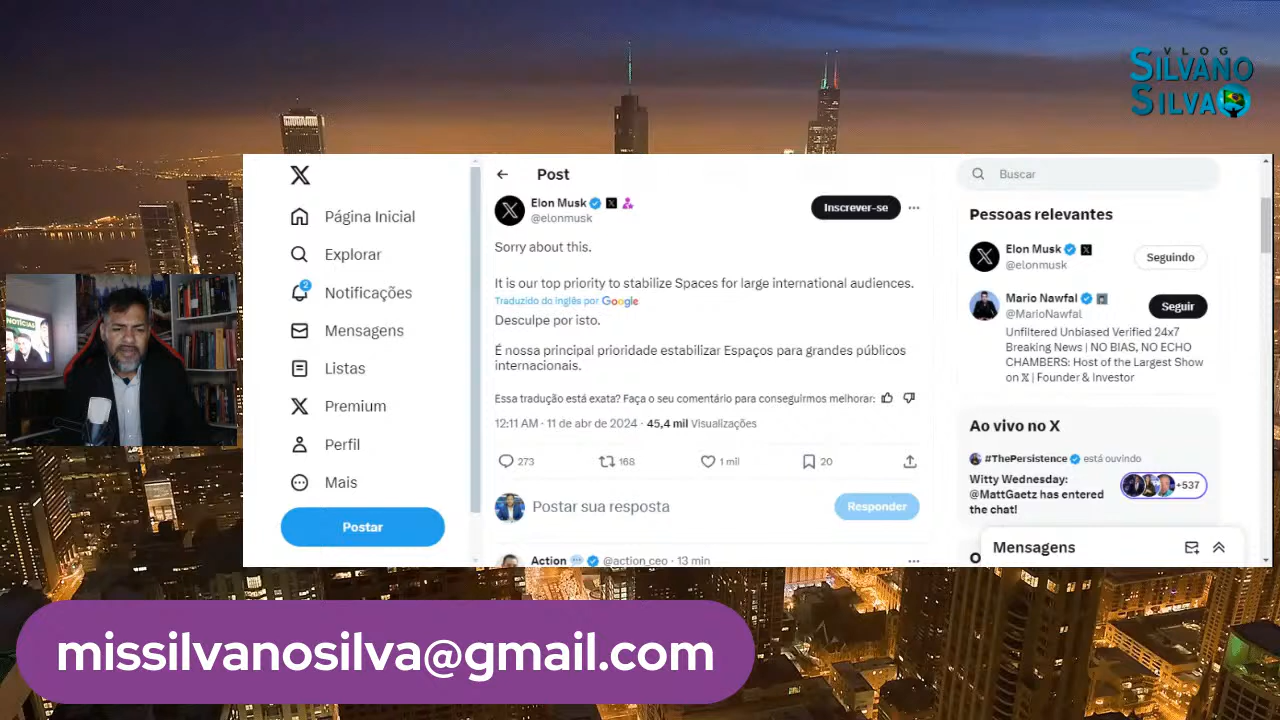 VLOG
SILVANO
SILVA
Página Inicial
Explorar
2
Notificações
Mensagens
Listas
Premium
Perfil
Mais
Postar
Post
Elon Musk
@elonmusk
Inscrever-se
Sorry about this.
It is our top priority to stabilize Spaces for large international audiences.
Traduzido do inglês por Google
Desculpe por isto.
É nossa principal prioridade estabilizar Espaços para grandes públicos
internacionais.
Essa tradução está exata? Faça o seu comentário para conseguirmos melhorar:
12:11 AM · 11 de abr de 2024 · 45,4 mil Visualizações
273 168 1 mil 20
Postar sua resposta
Responder
Action @action_ceo · 13 min
Buscar
Pessoas relevantes
Elon Musk
@elonmusk
Seguindo
Mario Nawfal
@MarioNawfal
Seguir
Unfiltered Unbiased Verified 24x7
Breaking News | NO BIAS, NO ECHO
CHAMBERS: Host of the Largest Show
on 𝕏 | Founder & Investor
Ao vivo no X
#ThePersistence está ouvindo
Witty Wednesday:
@MattGaetz has entered
the chat!
+537
Mensagens
NOTÍCIAS
missilvanosilva@gmail.com